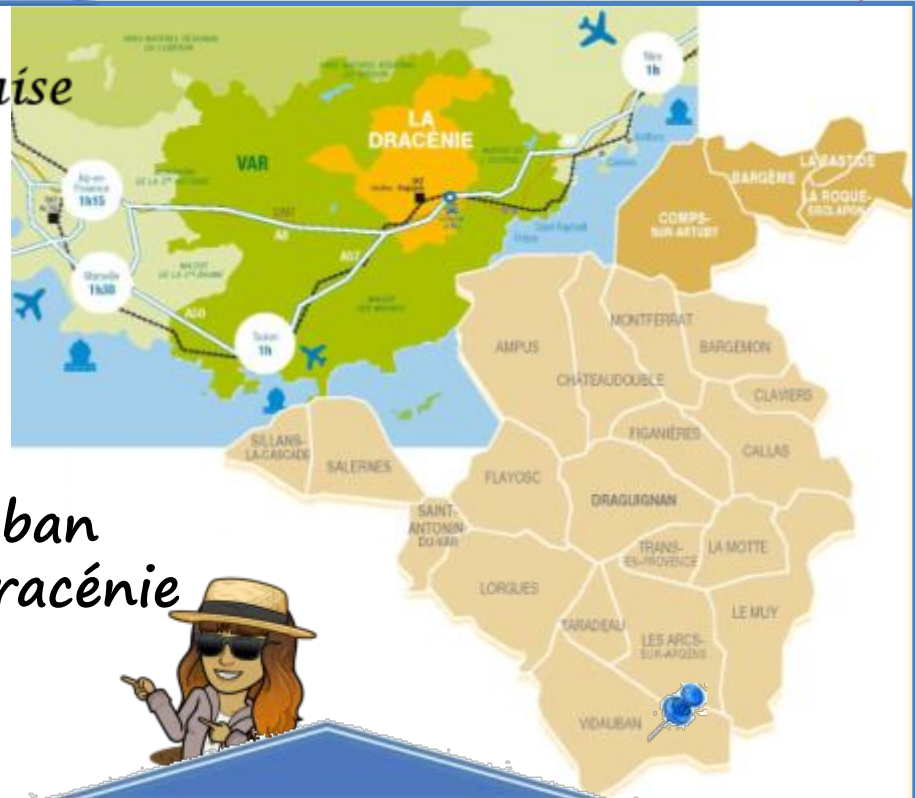 aise
LA
DRACÉNIE
VAR
Nice
1h
Aix-en
Provence
1h15
Marseille
1h30
Toulon
1h
A8
A57
A50
LA BASTIDE
BARGÈME
LA ROQUE-
ESCLAPON
COMPS-
SUR-ARTUBY
MONTFERRAT
AMPUS
BARGEMON
CHÂTEAUDOUBLE
CLAVIERS
FIGANIÈRES
CALLAS
SILLANS-
LA-CASCADE
SALERNES
FLAYOSC
DRAGUIGNAN
SAINT-
ANTONIN-
DU-VAR
TRANS-
EN-PROVENCE
LA MOTTE
LORGUES
TARADEAU
LE MUY
LES ARCS-
SUR-ARGENS
VIDAUBAN
ban
racénie